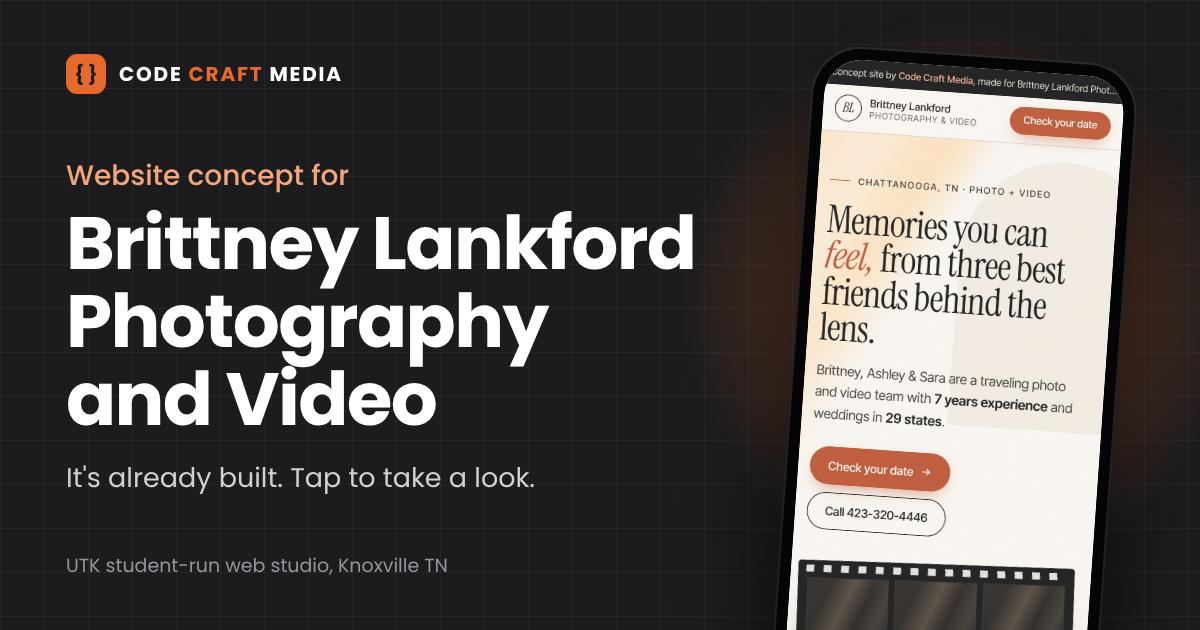 { } CODE CRAFT MEDIA
Website concept for
Brittney Lankford
Photography
and Video
It's already built. Tap to take a look.
UTK student-run web studio, Knoxville TN
Concept site by Code Craft Media, made for Brittney Lankford Phot...
BL
Brittney Lankford
PHOTOGRAPHY & VIDEO
Check your date
CHATTANOOGA, TN · PHOTO + VIDEO
Memories you can
feel, from three best
friends behind the
lens.
Brittney, Ashley & Sara are a traveling photo
and video team with 7 years experience and
weddings in 29 states.
Check your date →
Call 423-320-4446